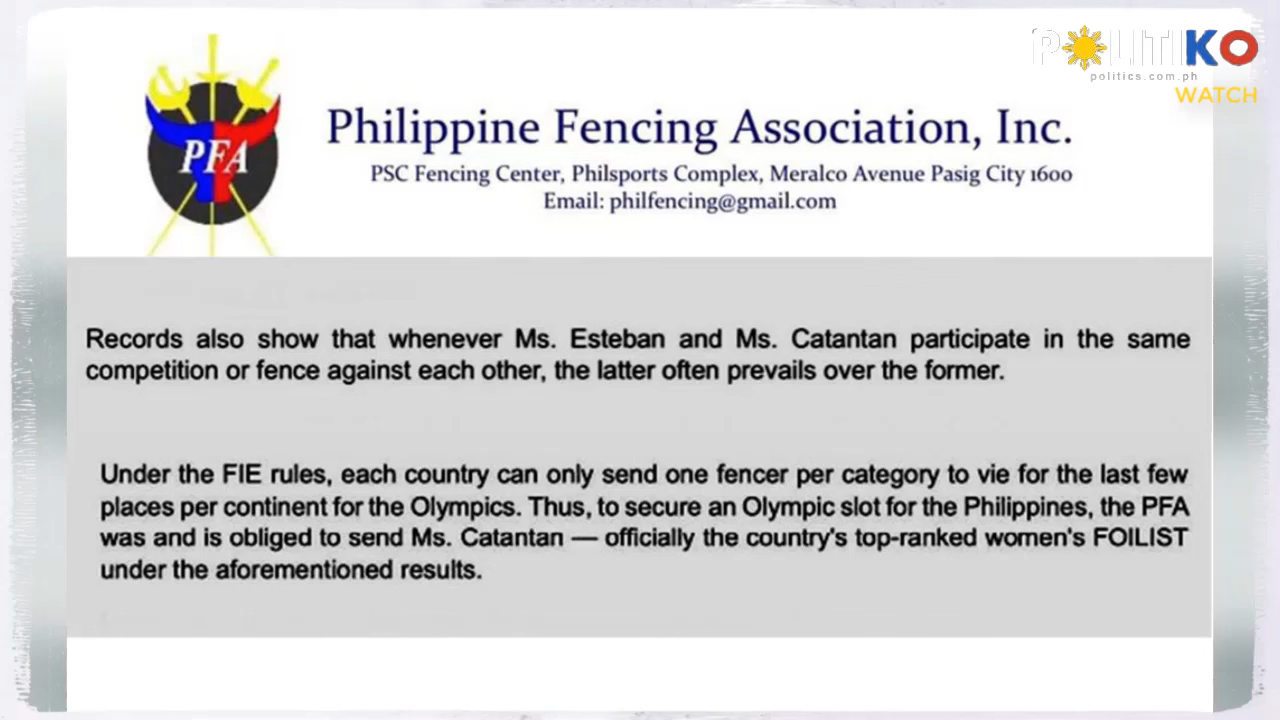 POLITIKO
politics.com.ph
WATCH
PFA
Philippine Fencing Association, Inc.
PSC Fencing Center, Philsports Complex, Meralco Avenue Pasig City 1600
Email: philfencing@gmail.com
Records also show that whenever Ms. Esteban and Ms. Catantan participate in the same
competition or fence against each other, the latter often prevails over the former.
Under the FIE rules, each country can only send one fencer per category to vie for the last few
places per continent for the Olympics. Thus, to secure an Olympic slot for the Philippines, the PFA
was and is obliged to send Ms. Catantan — officially the country's top-ranked women's FOILIST
under the aforementioned results.